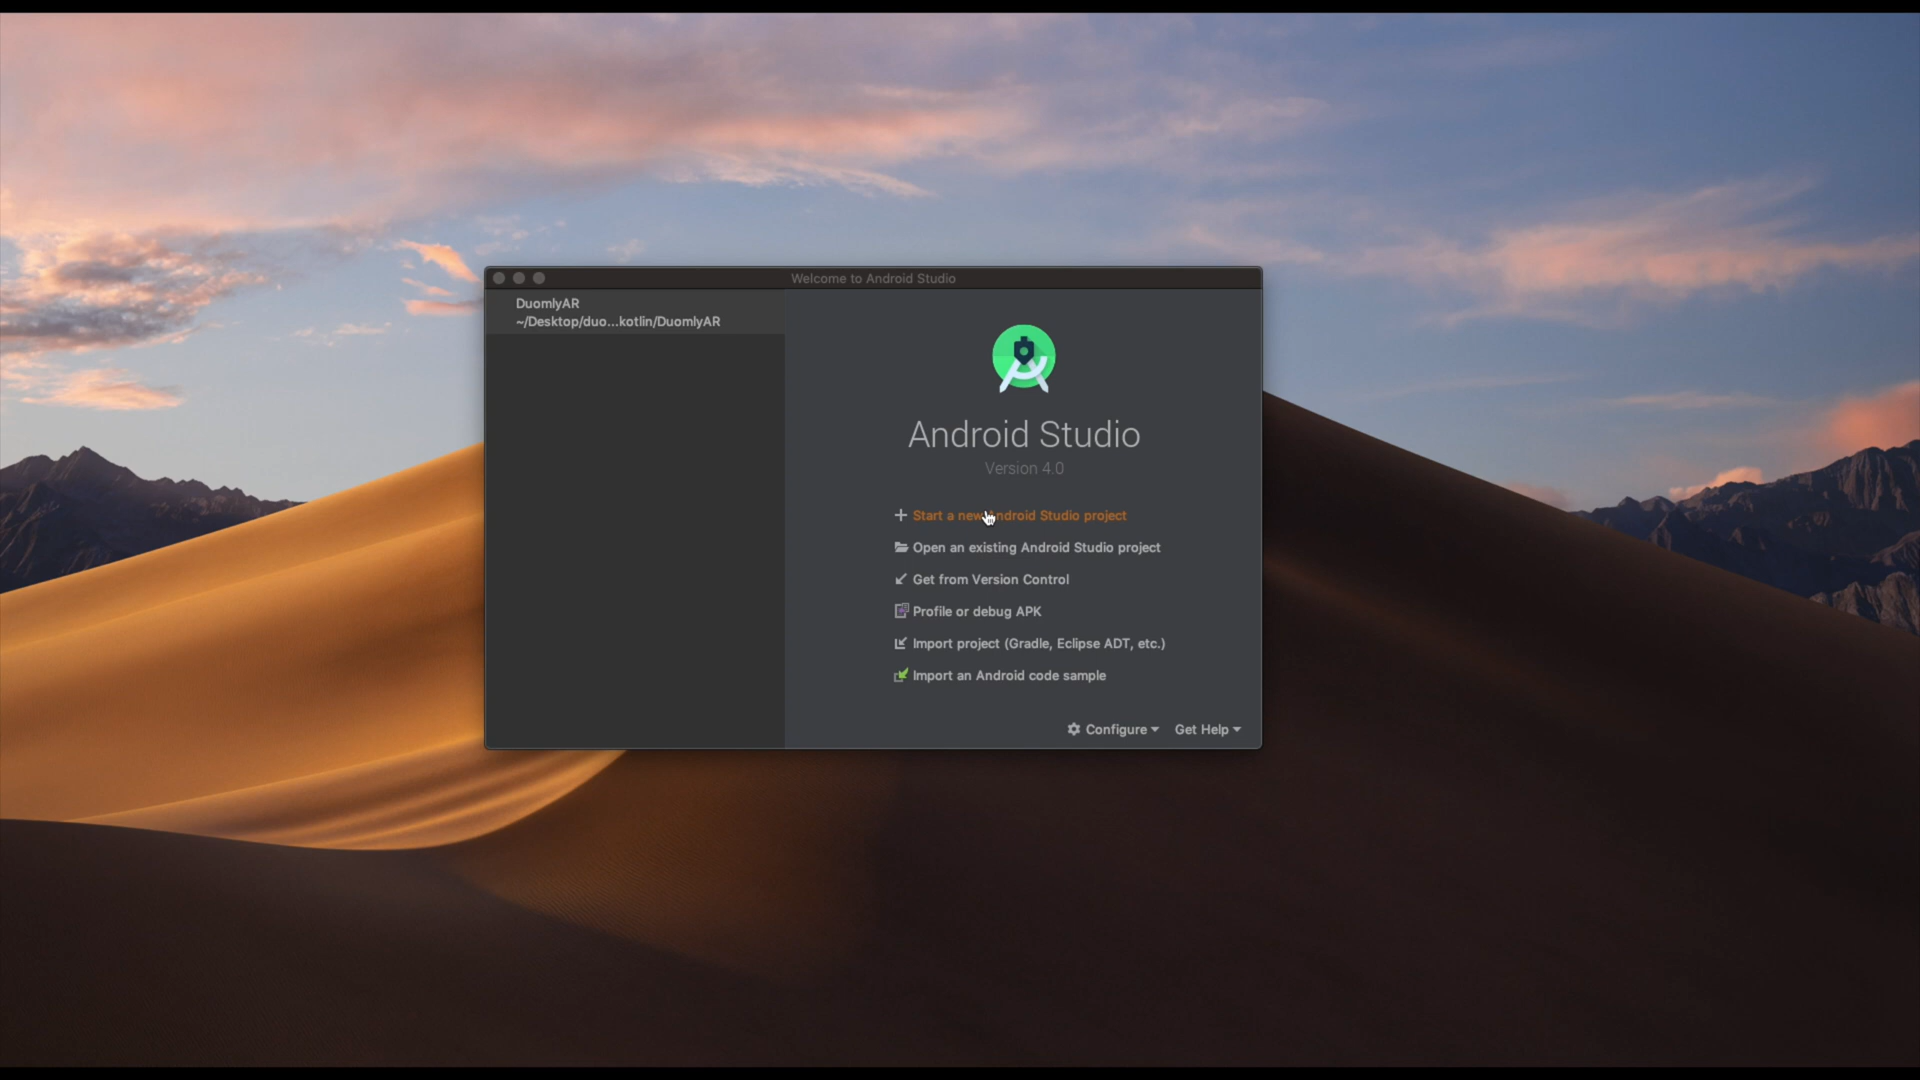 Welcome to Android Studio
DuomlyAR
~/Desktop/duo...kotlin/DuomlyAR
Android Studio
Version 4.0
Start a new Android Studio project
Open an existing Android Studio project
Get from Version Control
Profile or debug APK
Import project (Gradle, Eclipse ADT, etc.)
Import an Android code sample
Configure
Get Help